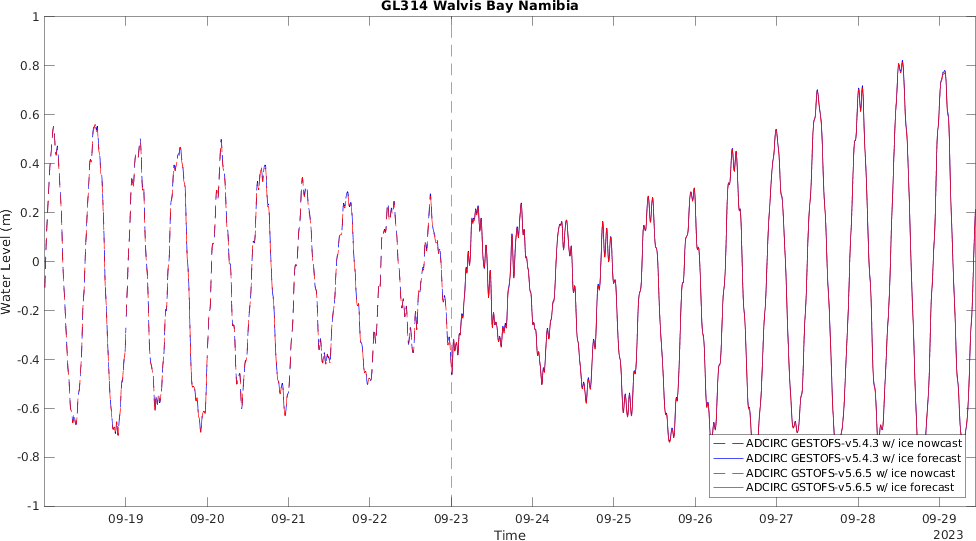 GL314 Walvis Bay Namibia
Water Level (m)
1
0.8
0.6
0.4
0.2
0
-0.2
-0.4
-0.6
-0.8
-1
ADCIRC GESTOFS-v5.4.3 w/ ice nowcast
ADCIRC GESTOFS-v5.4.3 w/ ice forecast
ADCIRC GSTOFS-v5.6.5 w/ ice nowcast
ADCIRC GSTOFS-v5.6.5 w/ ice forecast
09-19 09-20 09-21 09-22 09-23 09-24 09-25 09-26 09-27 09-28 09-29
Time
2023